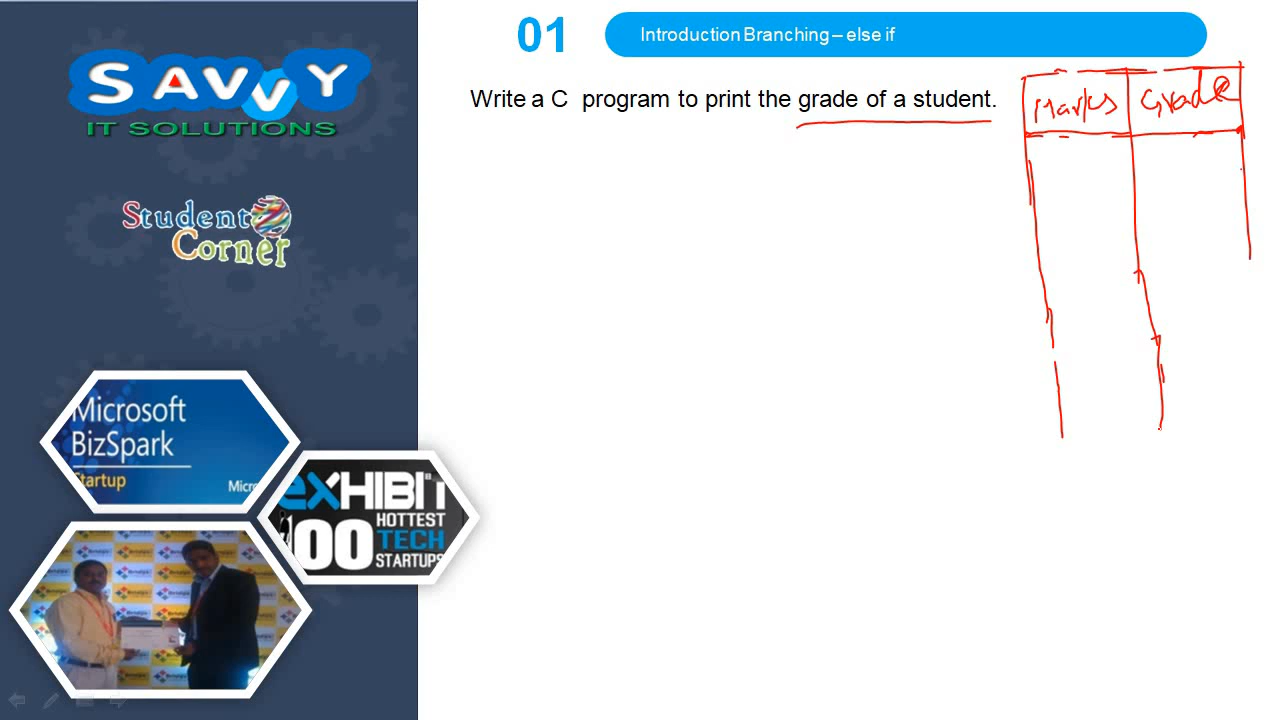 SAVVY
IT SOLUTIONS
Student
Corner
Microsoft
BizSpark
Startup
Micr
eXHIBIT
100
HOTTEST
TECH
STARTUPS
01
Introduction Branching – else if
Write a C program to print the grade of a student.
Marks Grade